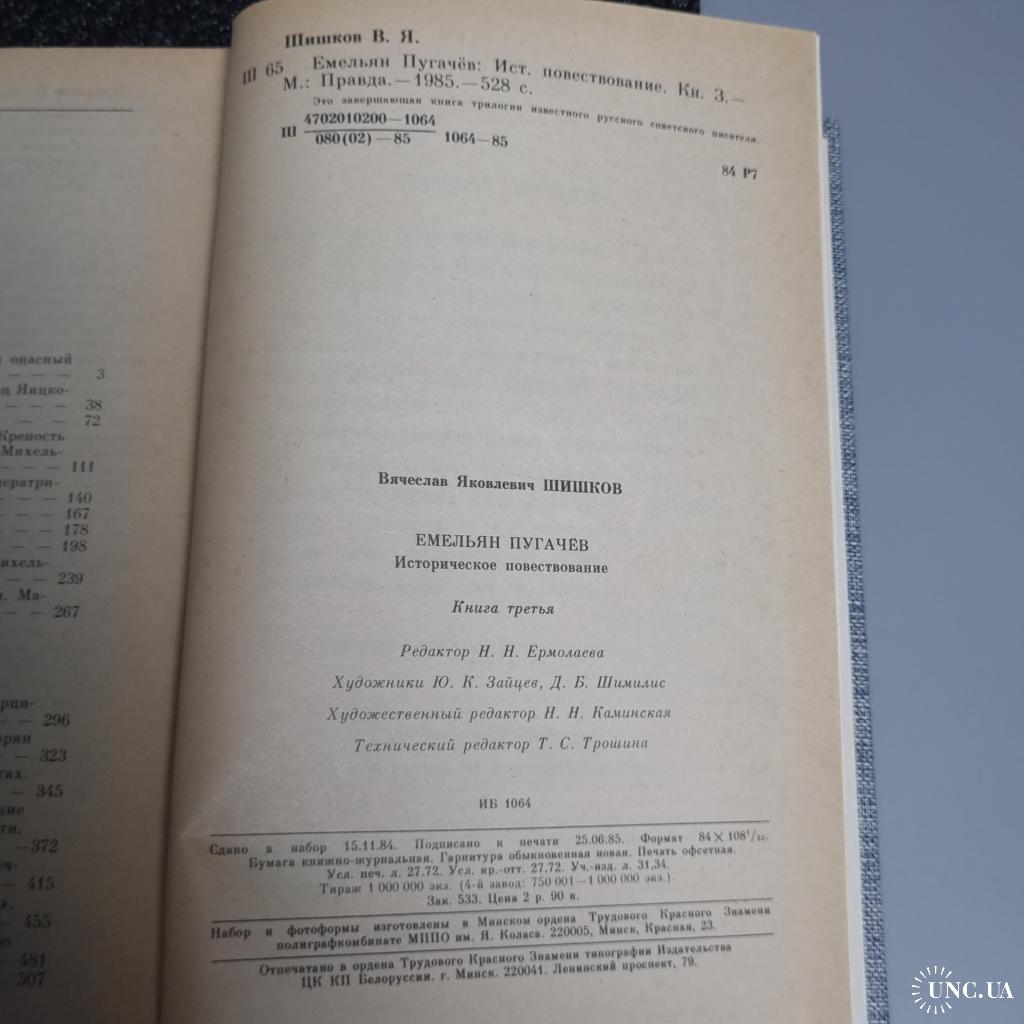 опасный
— — — — 3
ц Яицко-
— — — 38
— — — 72
Крепость
Михель-
— — — 111
ператри-
— — — 140
— — — 167
— — — 178
— — — 198
ихель-
— — 239
. Ма-
— — 267
рци-
— — 296
орян
— — 323
гах.
— 345
кие
сти.
—372
— 415
— 455
— 481
— 507
Шишков В. Я.
Ш 65 Емельян Пугачёв: Ист. повествование. Кн. 3.—
М.: Правда.—1985.—528 с.
Это завершающая книга трилогии известного русского советского писателя.
4702010200—1064
Ш 080(02)—85 1064—85
84 Р7
Вячеслав Яковлевич ШИШКОВ
ЕМЕЛЬЯН ПУГАЧЁВ
Историческое повествование
Книга третья
Редактор Н. Н. Ермолаева
Художники Ю. К. Зайцев, Д. Б. Шимилис
Художественный редактор Н. Н. Каминская
Технический редактор Т. С. Трошина
ИБ 1064
Сдано в набор 15.11.84. Подписано к печати 25.06.85. Формат 84×108¹/₃₂.
Бумага книжно-журнальная. Гарнитура обыкновенная новая. Печать офсетная.
Усл. печ. л. 27,72. Усл. кр.-отт. 27,72. Уч.-изд. л. 31,34.
Тираж 1 000 000 экз. (4-й завод: 750 001—1 000 000 экз.).
Зак. 533. Цена 2 р. 90 к.
Набор и фотоформы изготовлены в Минском ордена Трудового Красного Знамени
полиграфкомбинате МППО им. Я. Коласа. 220005, Минск, Красная, 23.
Отпечатано в ордена Трудового Красного Знамени типографии Издательства
ЦК КП Белоруссии. г. Минск. 220041. Ленинский проспект, 79.
UNC.UA